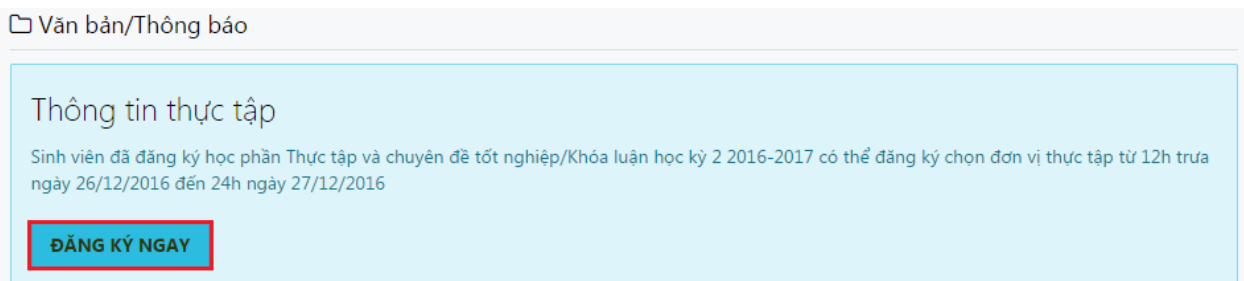 Văn bản/Thông báo
Thông tin thực tập
Sinh viên đã đăng ký học phần Thực tập và chuyên đề tốt nghiệp/Khóa luận học kỳ 2 2016-2017 có thể đăng ký chọn đơn vị thực tập từ 12h trưa
ngày 26/12/2016 đến 24h ngày 27/12/2016
ĐĂNG KÝ NGAY